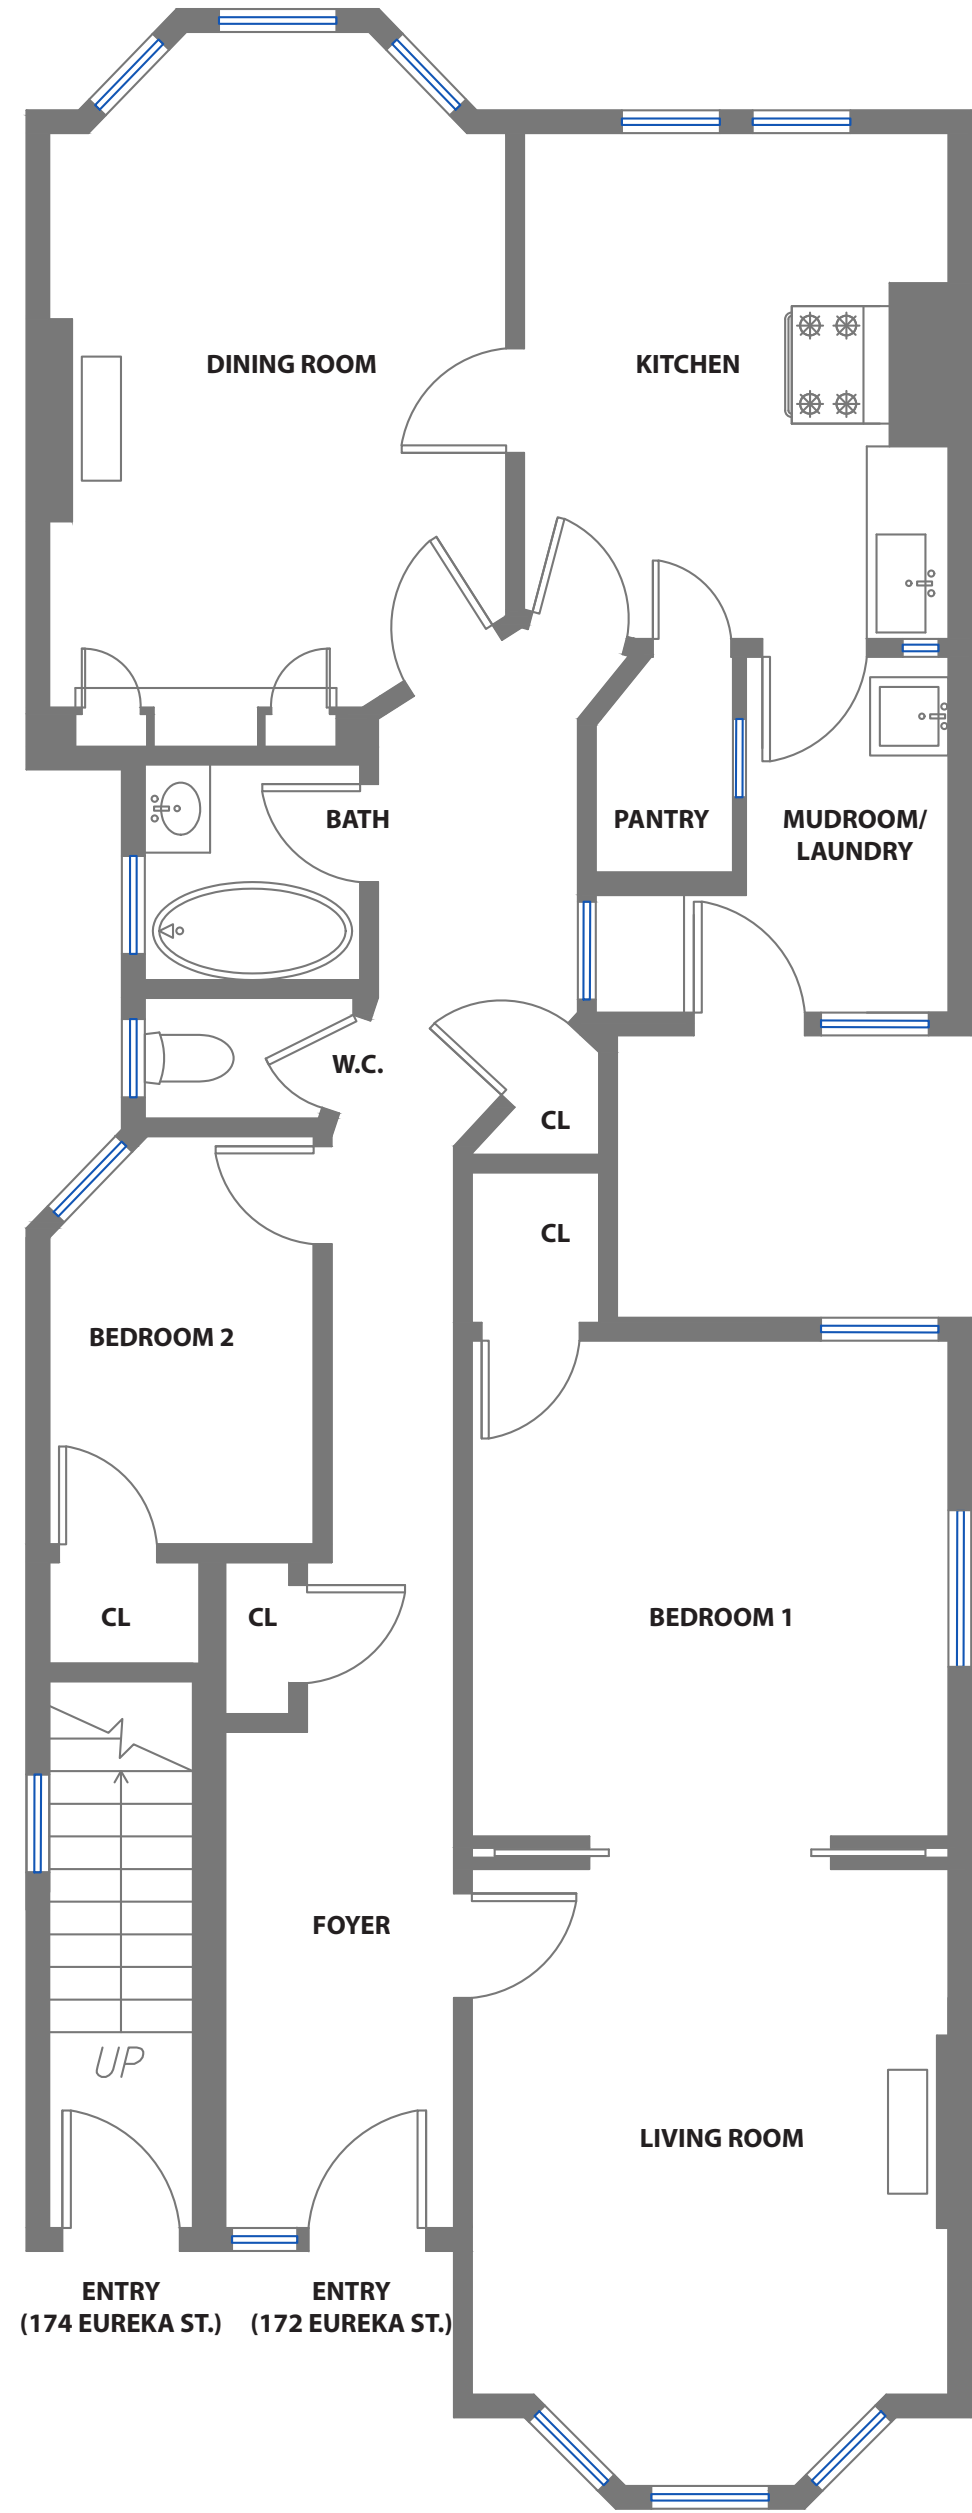 DINING ROOM
KITCHEN
BATH
PANTRY
MUDROOM/
LAUNDRY
W.C.
CL
CL
BEDROOM 2
CL
CL
BEDROOM 1
FOYER
UP
LIVING ROOM
ENTRY
(174 EUREKA ST.)
ENTRY
(172 EUREKA ST.)